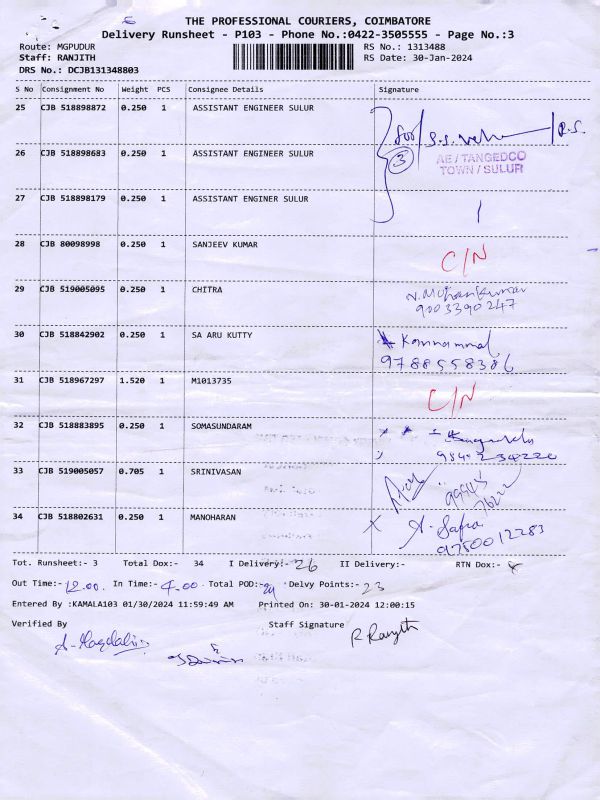 THE PROFESSIONAL COURIERS, COIMBATORE
Delivery Runsheet - P103 - Phone No.:0422-3505555 - Page No.:3
Route: MGPUDUR RS No.: 1313488
Staff: RANJITH RS Date: 30-Jan-2024
DRS No.: DCJB131348803
S No Consignment No Weight PCS Consignee Details Signature
25 CJB 518898872 0.250 1 ASSISTANT ENGINEER SULUR
26 CJB 518898683 0.250 1 ASSISTANT ENGINEER SULUR 3
AE / TANGEDCO
TOWN / SULUR
27 CJB 518898179 0.250 1 ASSISTANT ENGINER SULUR
28 CJB 80098998 0.250 1 SANJEEV KUMAR C/N
29 CJB 519005095 0.250 1 CHITRA N. Mohankumar
9003390247
30 CJB 518842902 0.250 1 SA ARU KUTTY Kannammal
9788558386
31 CJB 518967297 1.520 1 M1013735 C/N
32 CJB 518883895 0.250 1 SOMASUNDARAM
33 CJB 519005057 0.705 1 SRINIVASAN
34 CJB 518802631 0.250 1 MANOHARAN
9750012283
Tot. Runsheet:- 3 Total Dox:- 34 I Delivery:- 26 II Delivery:- RTN Dox:- 8
Out Time:- 12.00 In Time:- 4.00 Total POD:- Delvy Points:- 23
Entered By :KAMALA103 01/30/2024 11:59:49 AM Printed On: 30-01-2024 12:00:15
Verified By Staff Signature
R Ranjith